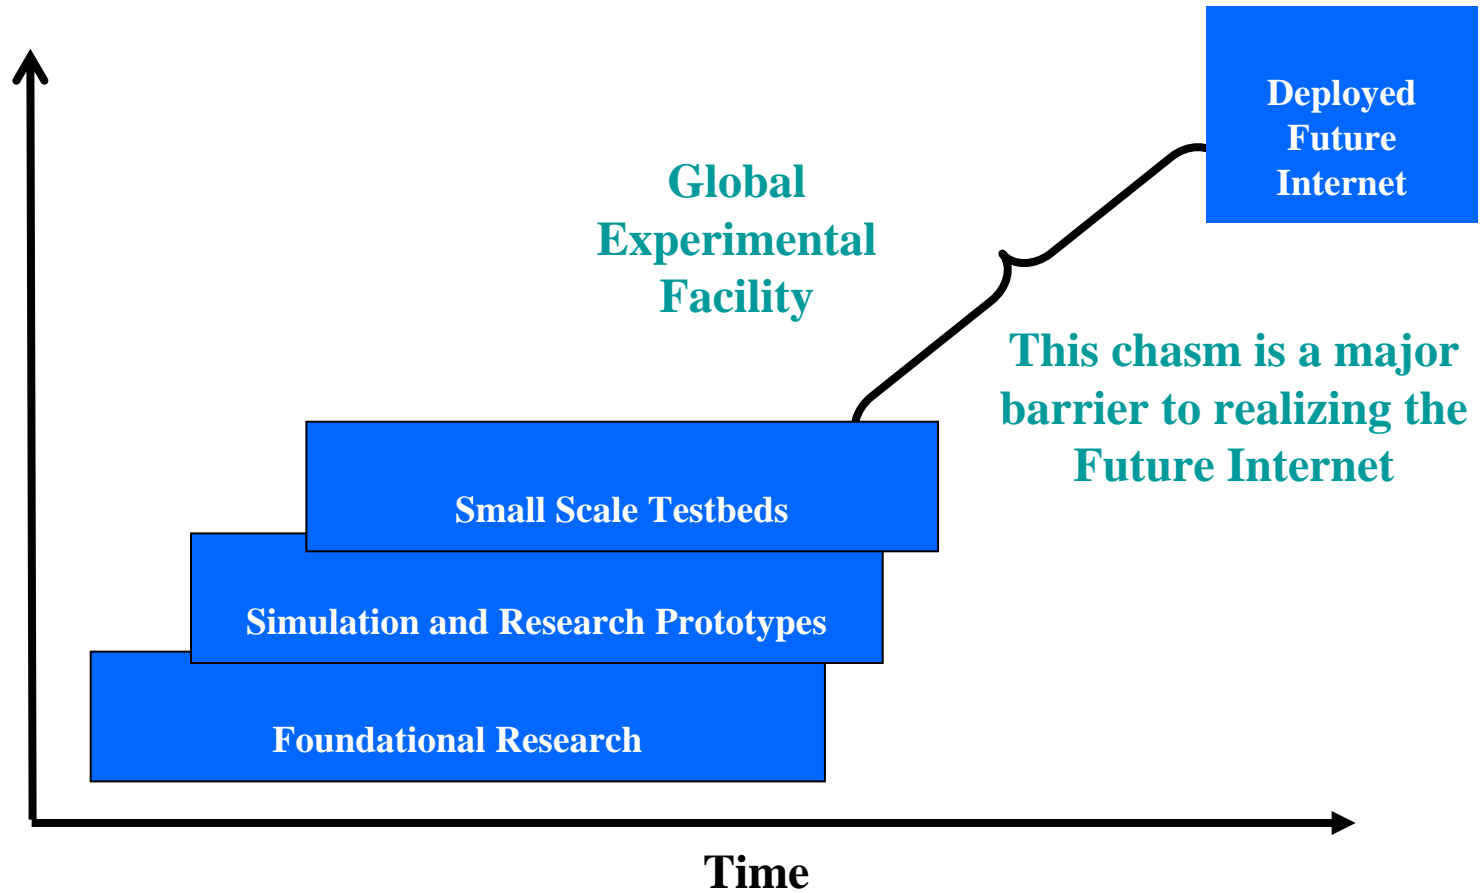 Deployed
Future
Internet
Global
Experimental
Facility
This chasm is a major
barrier to realizing the
Future Internet
Small Scale Testbeds
Simulation and Research Prototypes
Foundational Research
Time